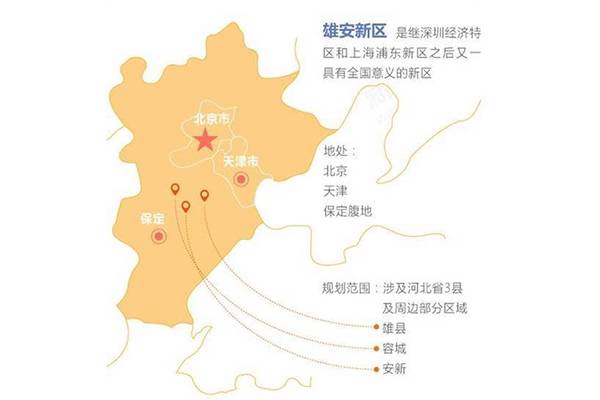 雄安新区 是继深圳经济特
区和上海浦东新区之后又一
具有全国意义的新区
北京市
天津市
保定
地处：
北京
天津
保定腹地
规划范围：涉及河北省3县
及周边部分区域
雄县
容城
安新